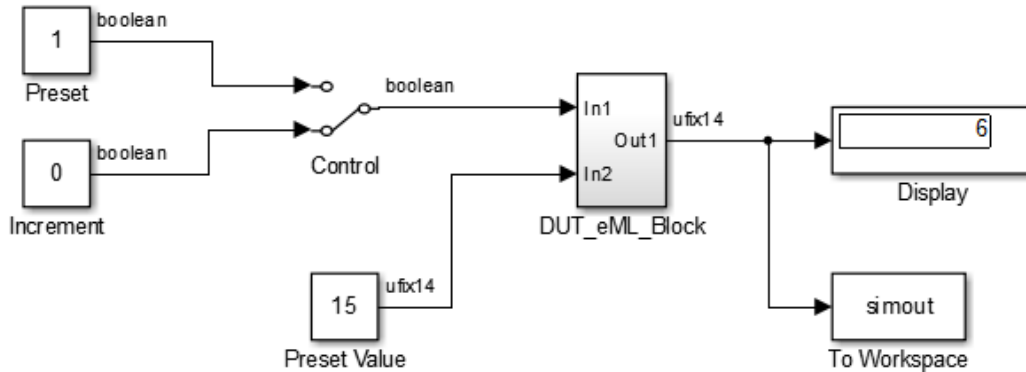 boolean
1
Preset
boolean
0
Increment
Control
boolean
In1
In2
Out1
DUT_eML_Block
ufix14
6
Display
15
ufix14
Preset Value
simout
To Workspace